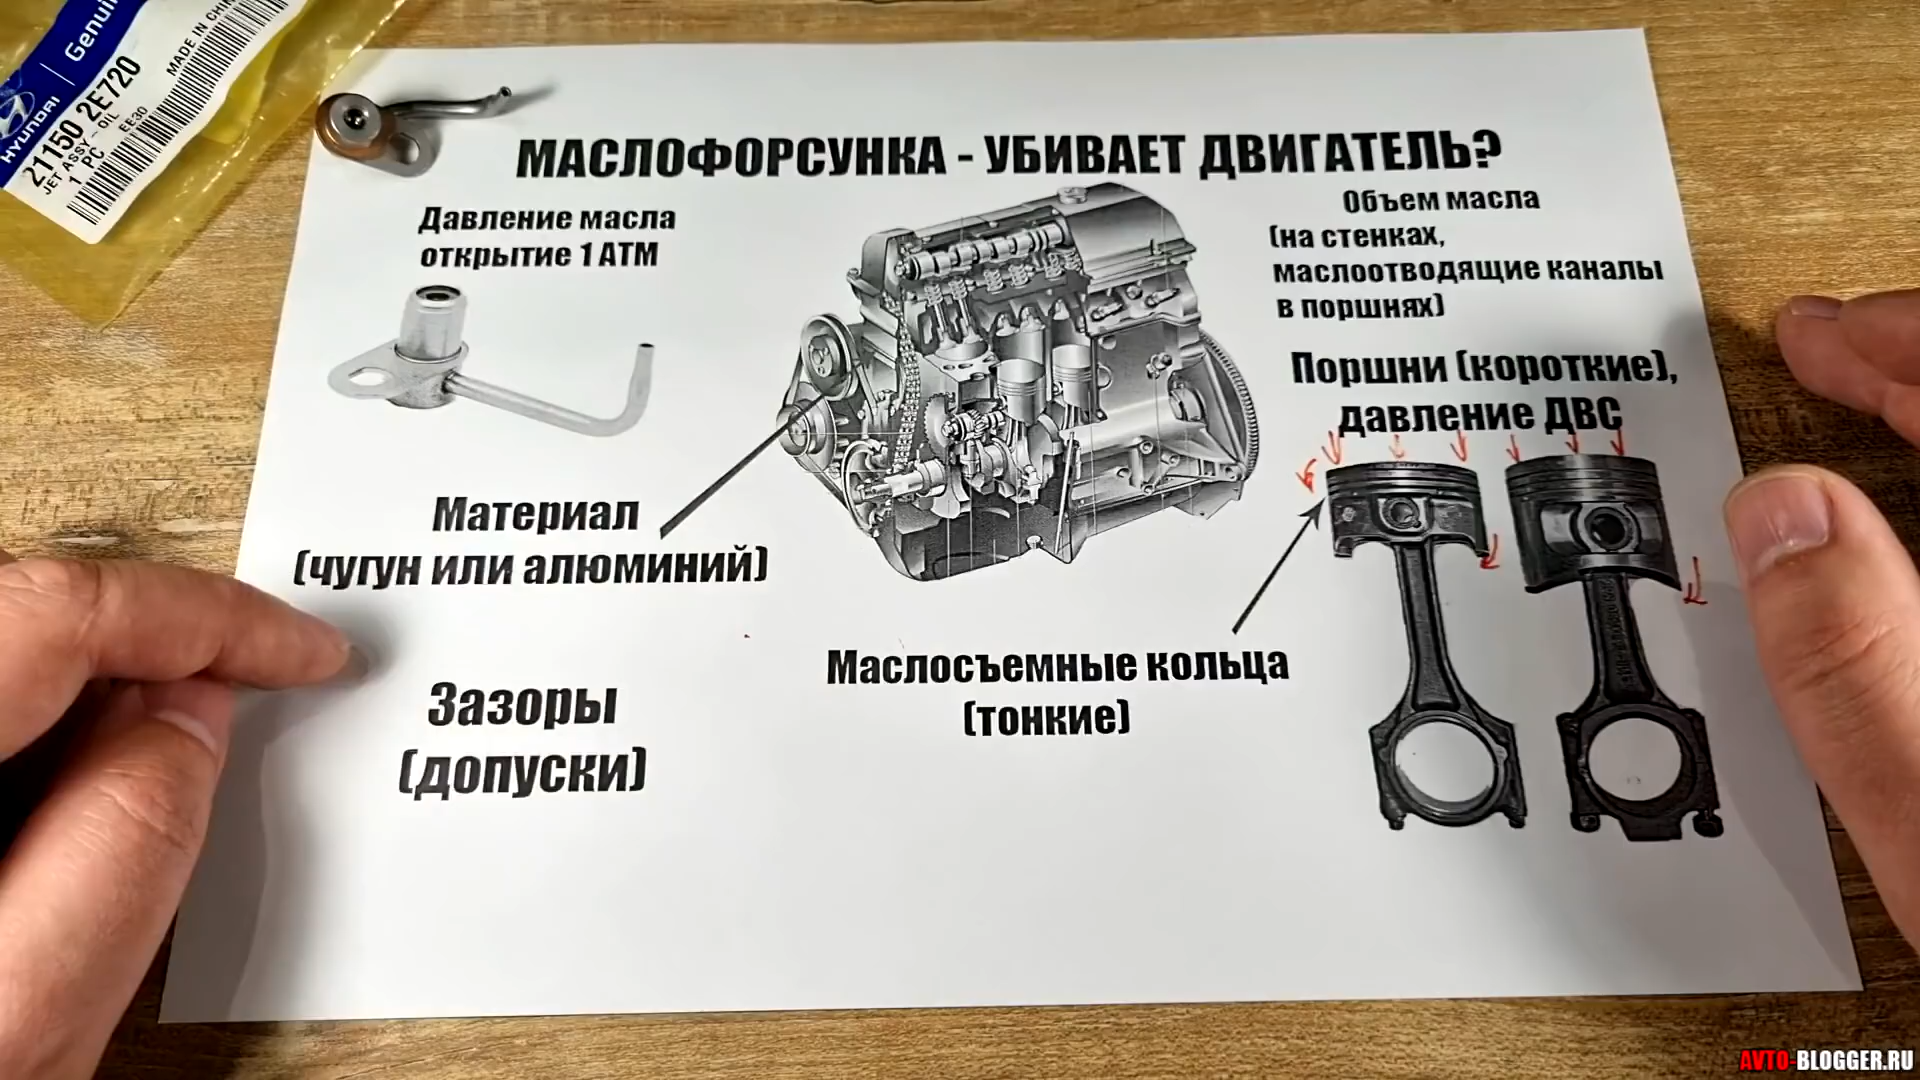 HYUNDAI | Genui
MADE IN CHIN
21150 2E720
JET ASSY - OIL
1 PC EE30
МАСЛОФОРСУНКА - УБИВАЕТ ДВИГАТЕЛЬ?
Давление масла
открытие 1 АТМ
Объем масла
(на стенках,
маслоотводящие каналы
в поршнях)
Поршни (короткие),
давление ДВС
Материал
(чугун или алюминий)
Маслосъемные кольца
(тонкие)
Зазоры
(допуски)
AVTO-BLOGGER.RU